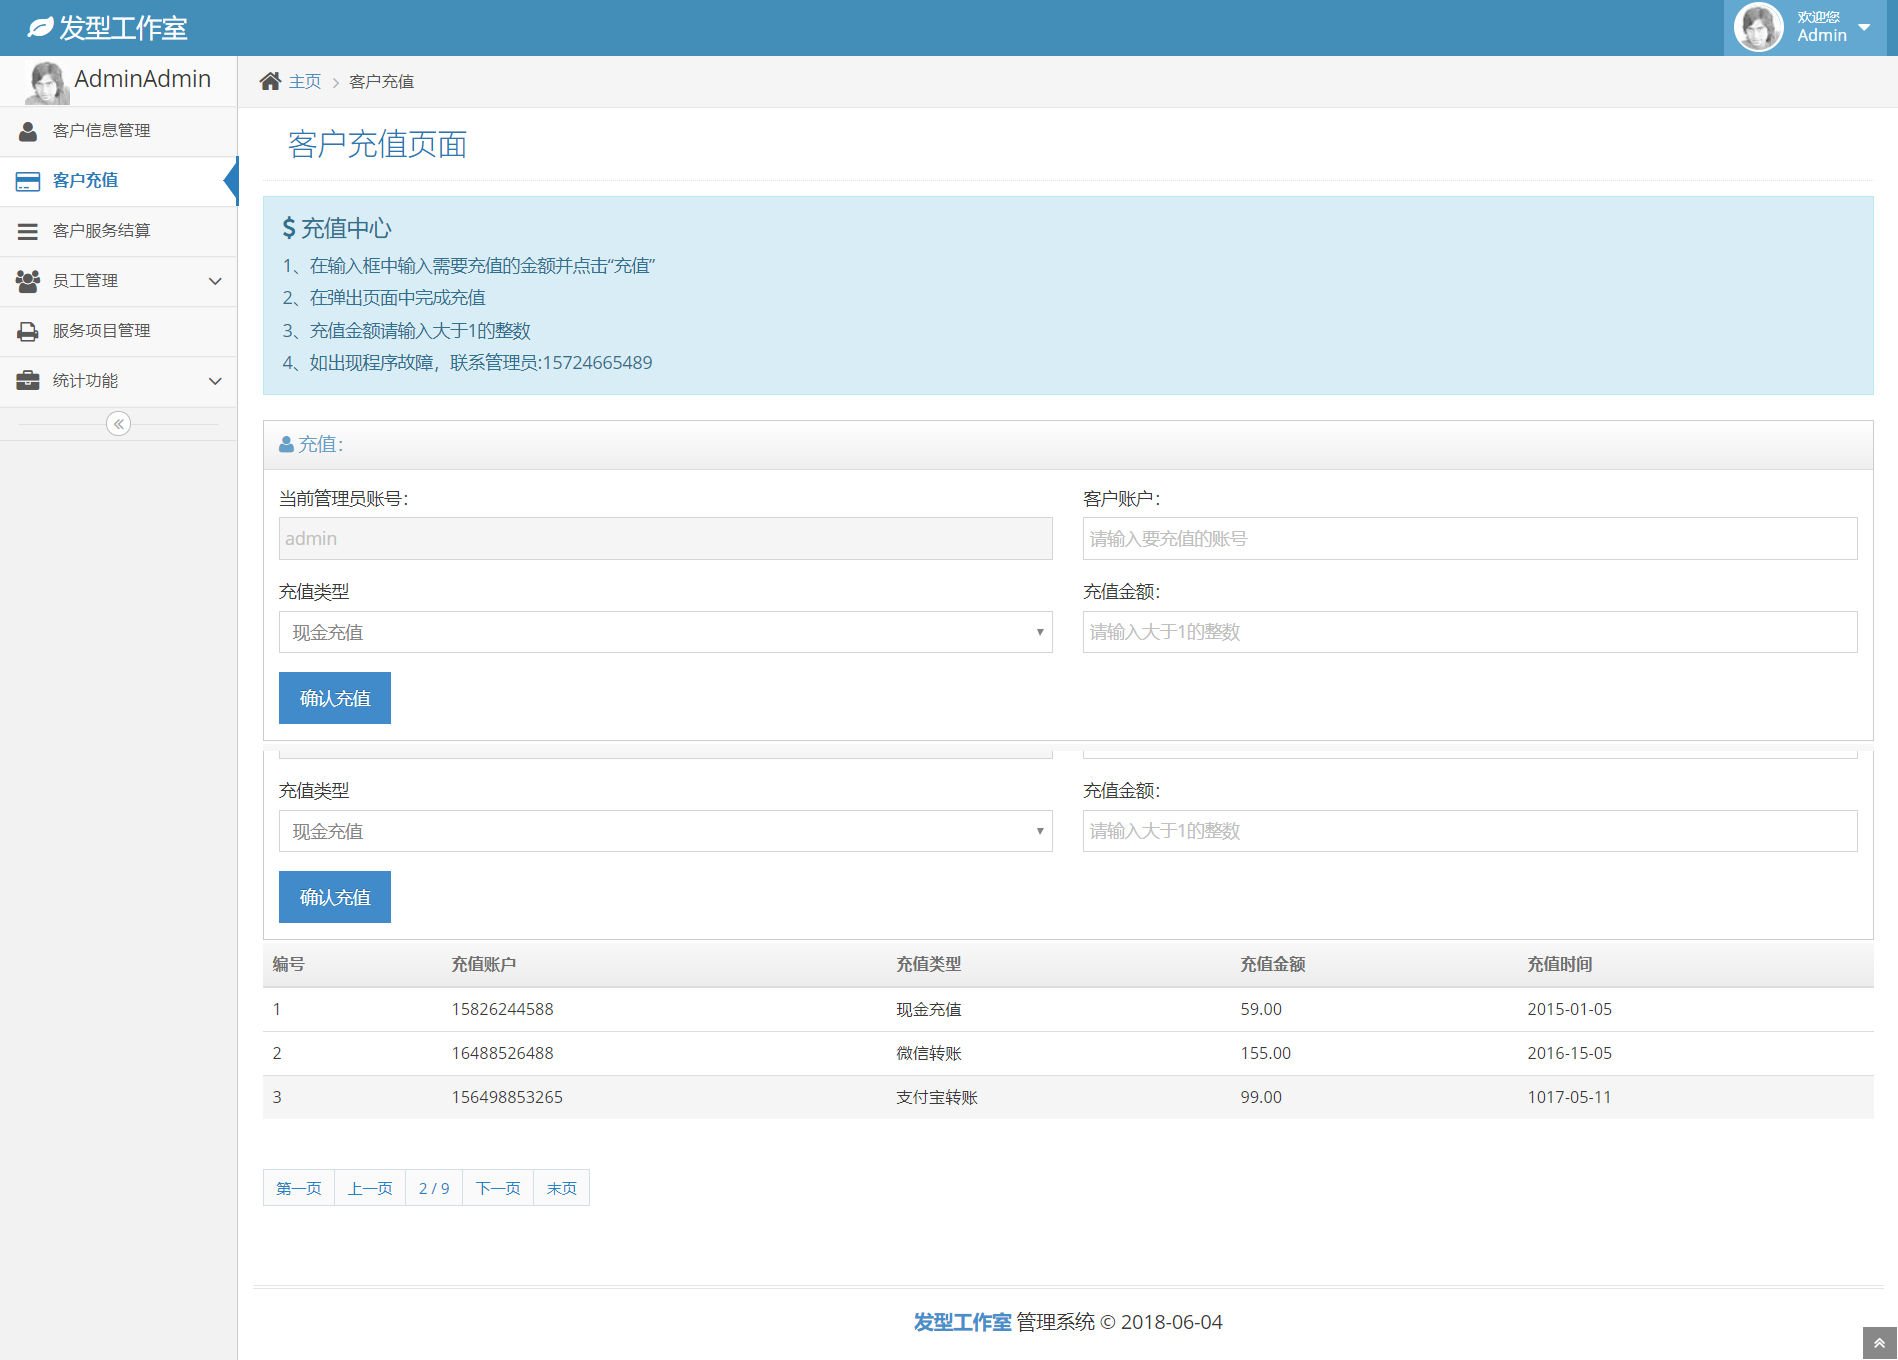 发型工作室
欢迎您
Admin
AdminAdmin
客户信息管理
客户充值
客户服务结算
员工管理
服务项目管理
统计功能
主页 > 客户充值
客户充值页面
$ 充值中心
1、在输入框中输入需要充值的金额并点击“充值”
2、在弹出页面中完成充值
3、充值金额请输入大于1的整数
4、如出现程序故障，联系管理员:15724665489
充值：
当前管理员账号： 客户账户：
admin 请输入要充值的账号
充值类型 充值金额：
现金充值 请输入大于1的整数
确认充值
充值类型 充值金额：
现金充值 请输入大于1的整数
确认充值
编号 充值账户 充值类型 充值金额 充值时间
1 15826244588 现金充值 59.00 2015-01-05
2 16488526488 微信转账 155.00 2016-15-05
3 156498853265 支付宝转账 99.00 1017-05-11
第一页 上一页 2 / 9 下一页 末页
发型工作室 管理系统 © 2018-06-04